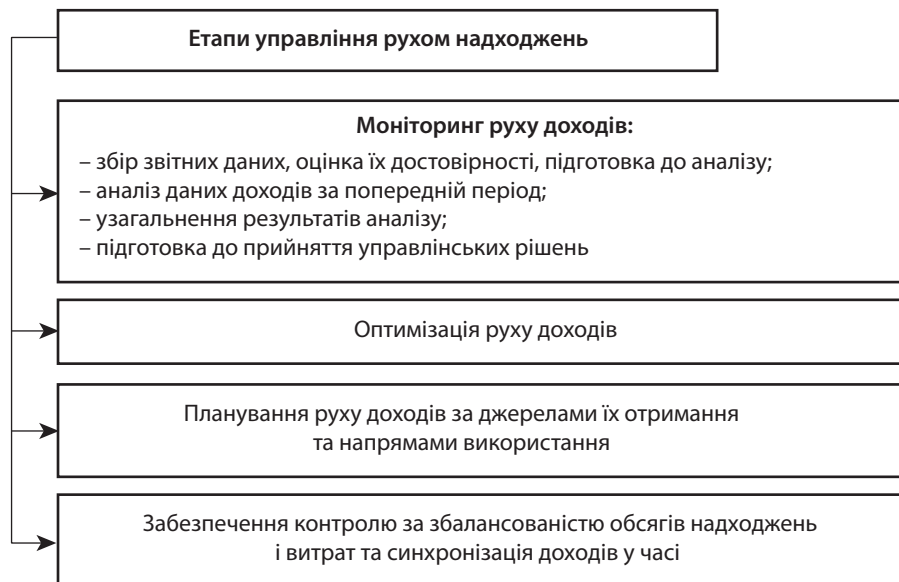 Етапи управління рухом надходжень
Моніторинг руху доходів:
– збір звітних даних, оцінка їх достовірності, підготовка до аналізу;
– аналіз даних доходів за попередній період;
– узагальнення результатів аналізу;
– підготовка до прийняття управлінських рішень
Оптимізація руху доходів
Планування руху доходів за джерелами їх отримання
та напрямами використання
Забезпечення контролю за збалансованістю обсягів надходжень
і витрат та синхронізація доходів у часі